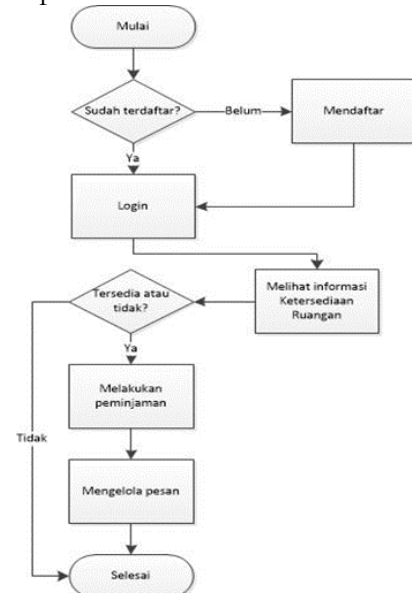 Mulai
Sudah terdaftar?
Belum
Mendaftar
Ya
Login
Melihat informasi
Ketersediaan
Ruangan
Tersedia atau
tidak?
Ya
Melakukan
peminjaman
Tidak
Mengelola pesan
Selesai